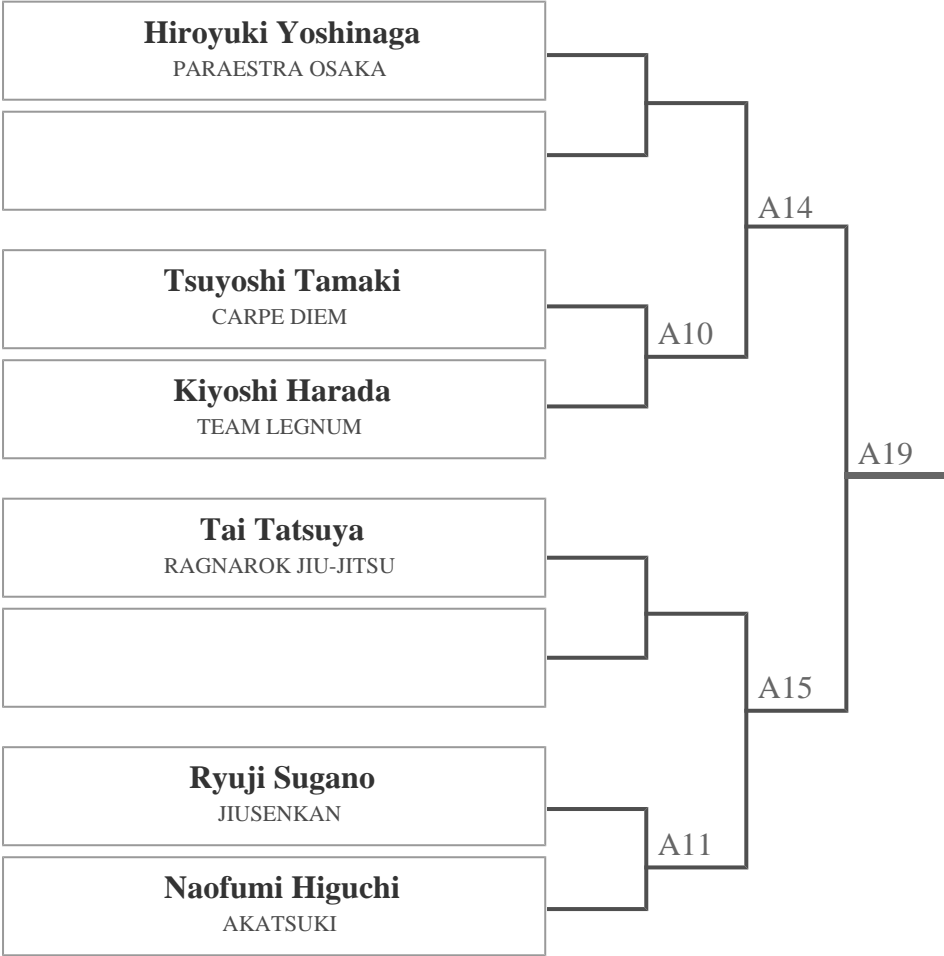 Hiroyuki Yoshinaga
PARAESTRA OSAKA
A14
Tsuyoshi Tamaki
CARPE DIEM
A10
Kiyoshi Harada
TEAM LEGNUM
A19
Tai Tatsuya
RAGNAROK JIU-JITSU
A15
Ryuji Sugano
JIUSENKAN
A11
Naofumi Higuchi
AKATSUKI